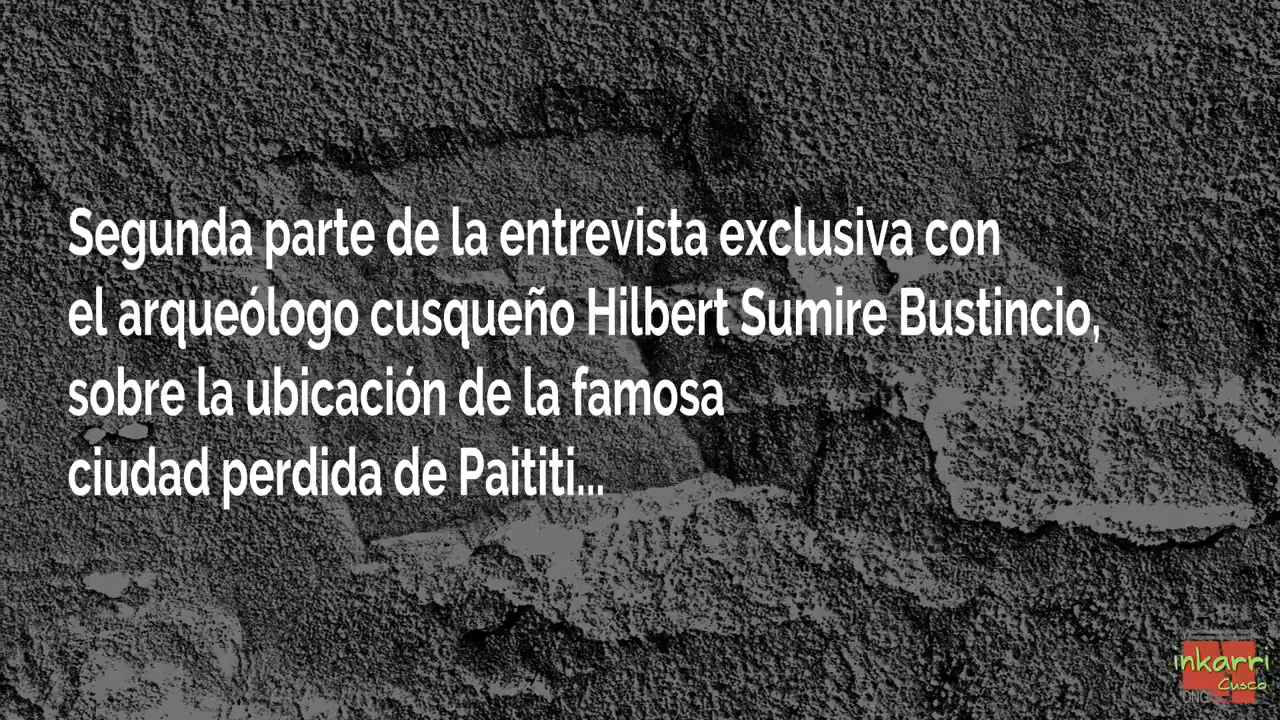 Segunda parte de la entrevista exclusiva con
el arqueólogo cusqueño Hilbert Sumire Bustincio,
sobre la ubicación de la famosa
ciudad perdida de Paititi...
inkarri
Cusco
ONG